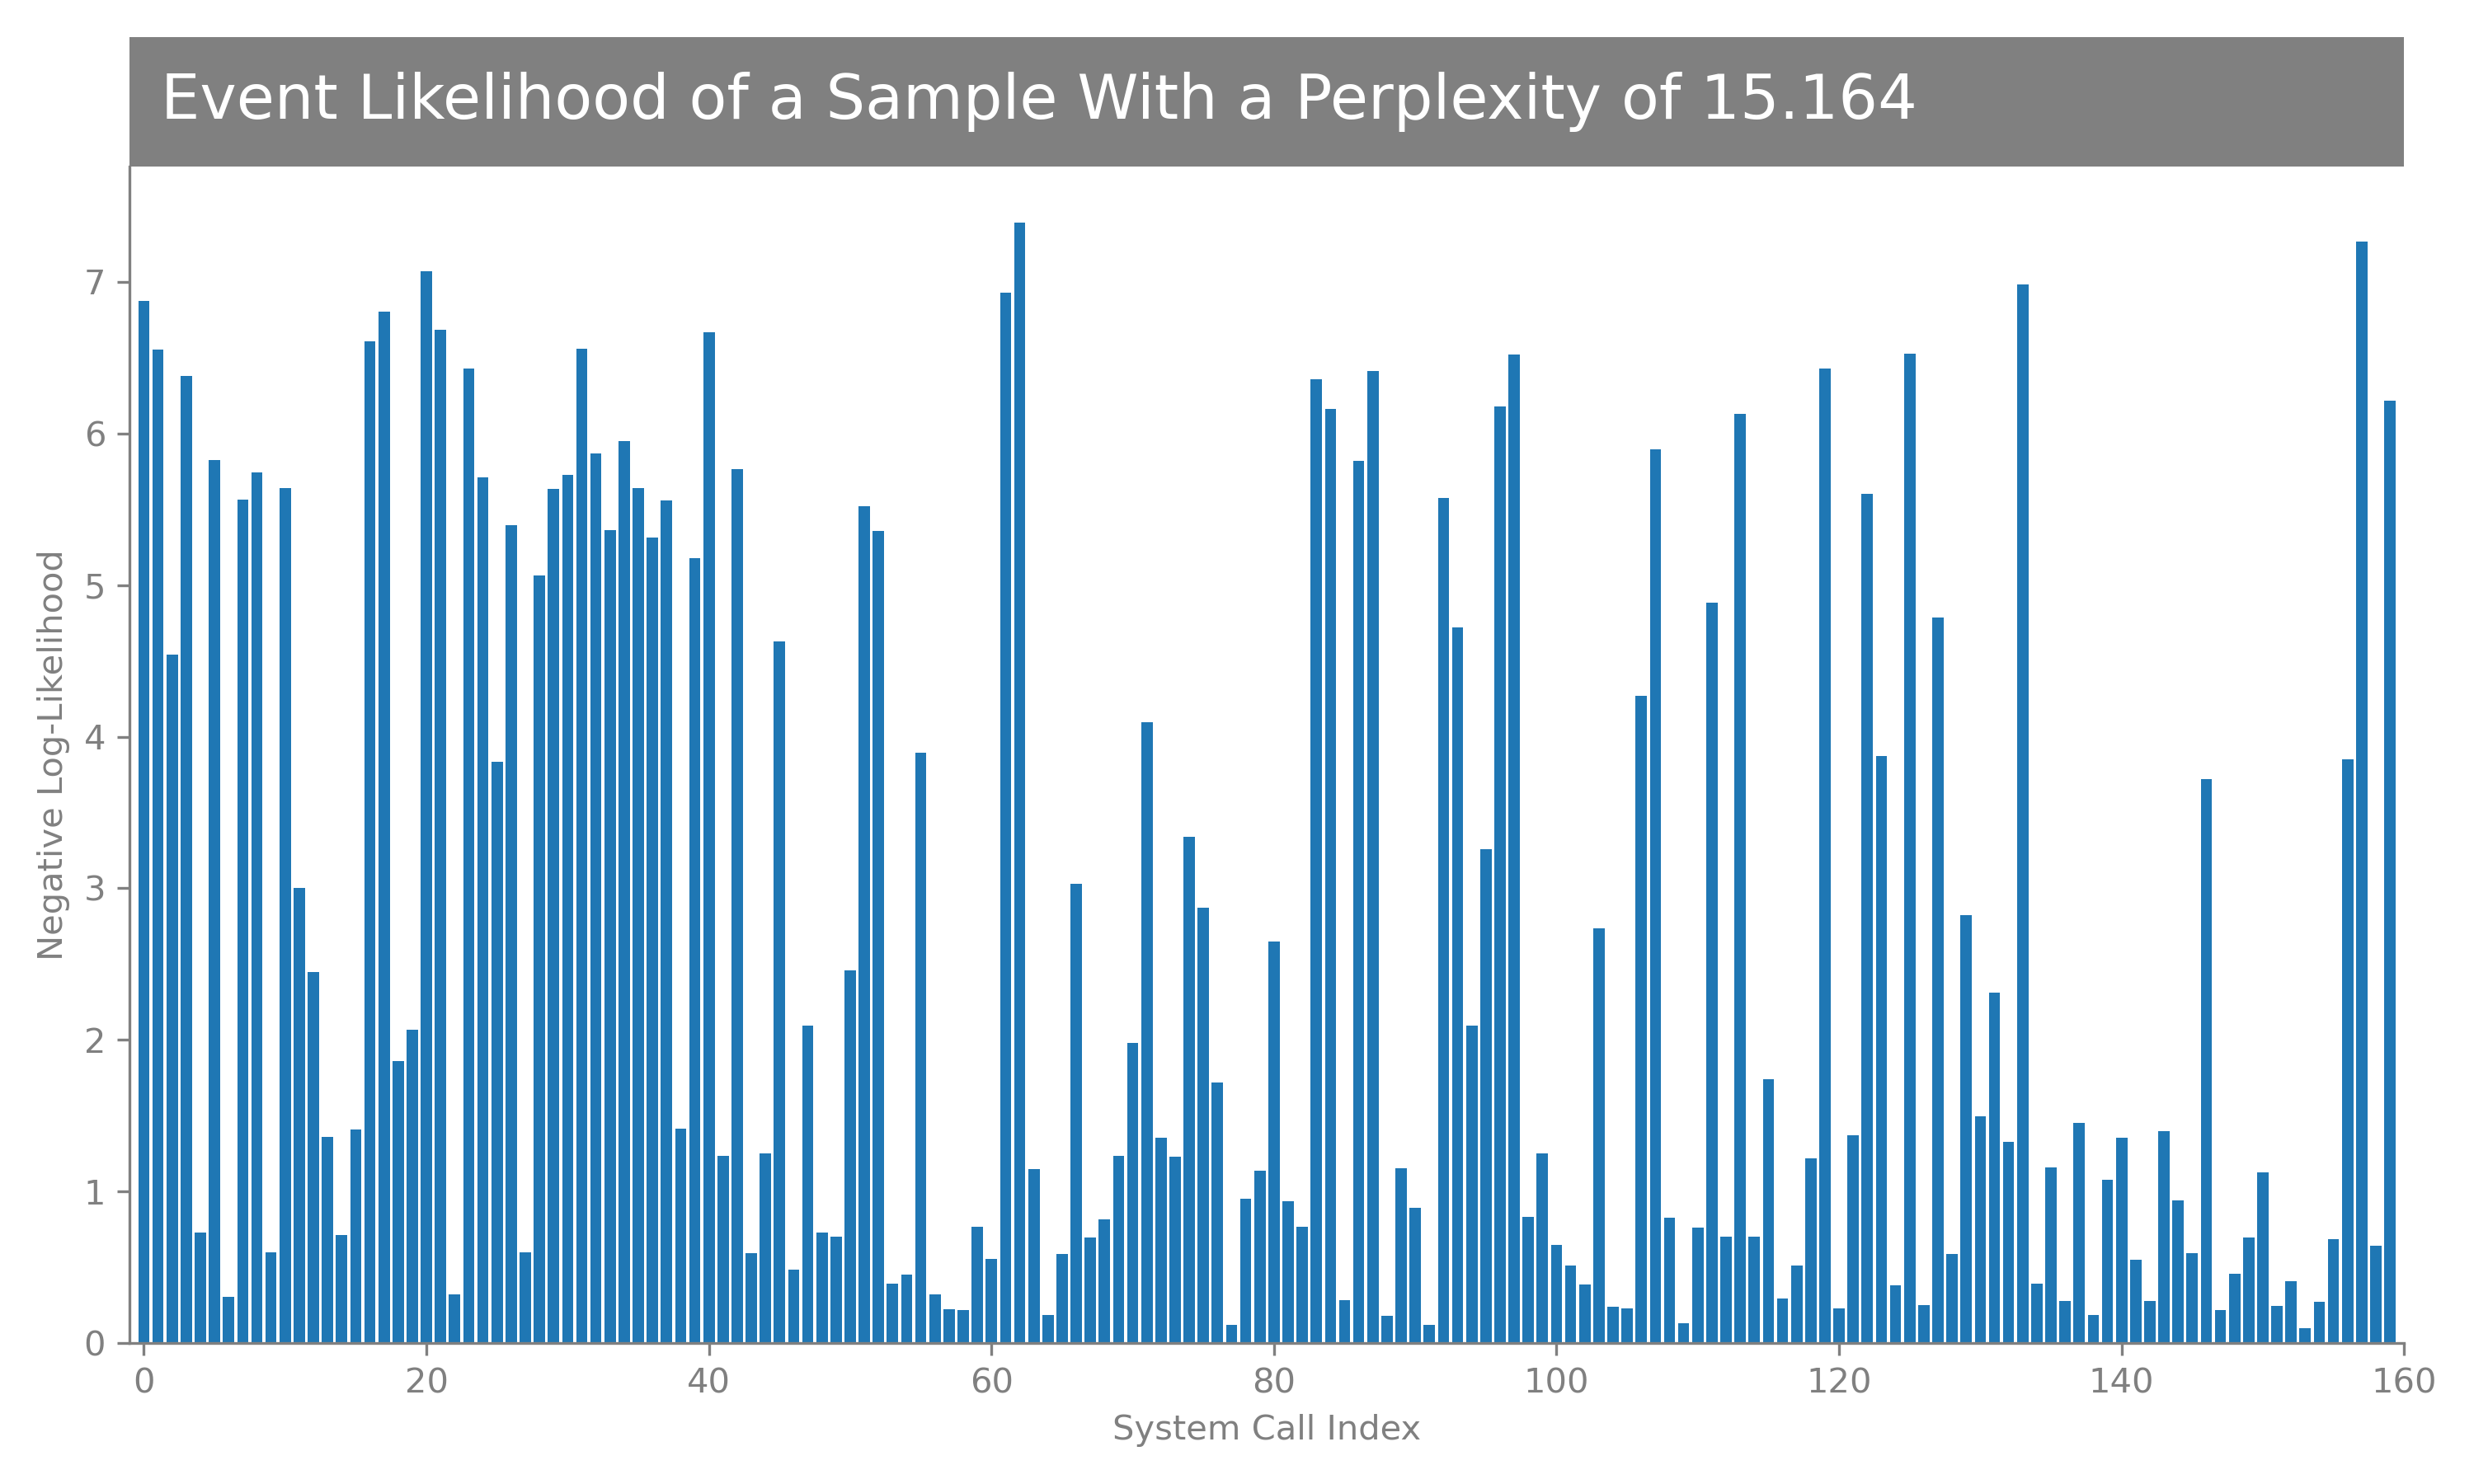 Event Likelihood of a Sample With a Perplexity of 15.164
7
6
5
4
3
2
1
0
Negative Log-Likelihood
0 20 40 60 80 100 120 140 160
System Call Index